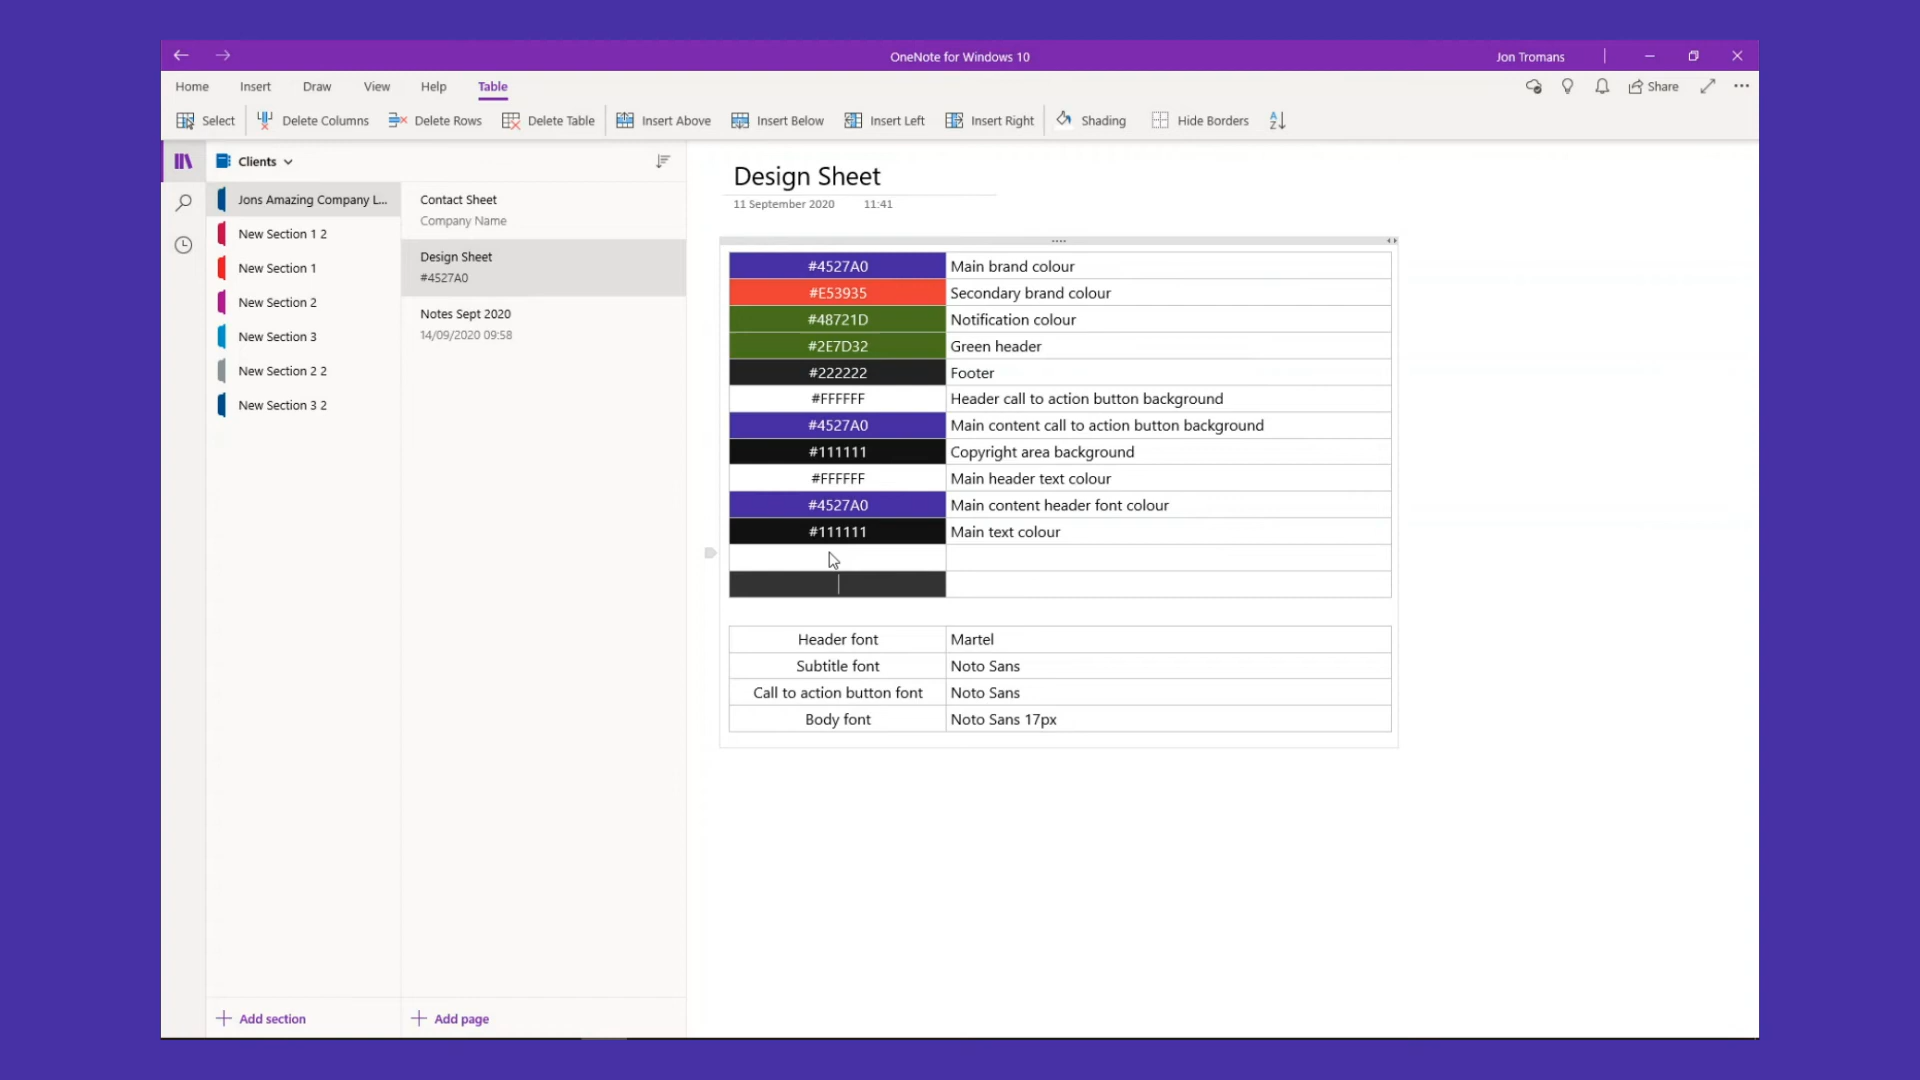 OneNote for Windows 10
Jon Tromans
Home Insert Draw View Help Table
Share
Select Delete Columns Delete Rows Delete Table Insert Above Insert Below Insert Left Insert Right Shading Hide Borders
Clients
Jons Amazing Company L...
New Section 1 2
New Section 1
New Section 2
New Section 3
New Section 2 2
New Section 3 2
Add section
Contact Sheet
Company Name
Design Sheet
#4527A0
Notes Sept 2020
14/09/2020 09:58
Add page
Design Sheet
11 September 2020 11:41
#4527A0 Main brand colour
#E53935 Secondary brand colour
#48721D Notification colour
#2E7D32 Green header
#222222 Footer
#FFFFFF Header call to action button background
#4527A0 Main content call to action button background
#111111 Copyright area background
#FFFFFF Main header text colour
#4527A0 Main content header font colour
#111111 Main text colour
Header font Martel
Subtitle font Noto Sans
Call to action button font Noto Sans
Body font Noto Sans 17px